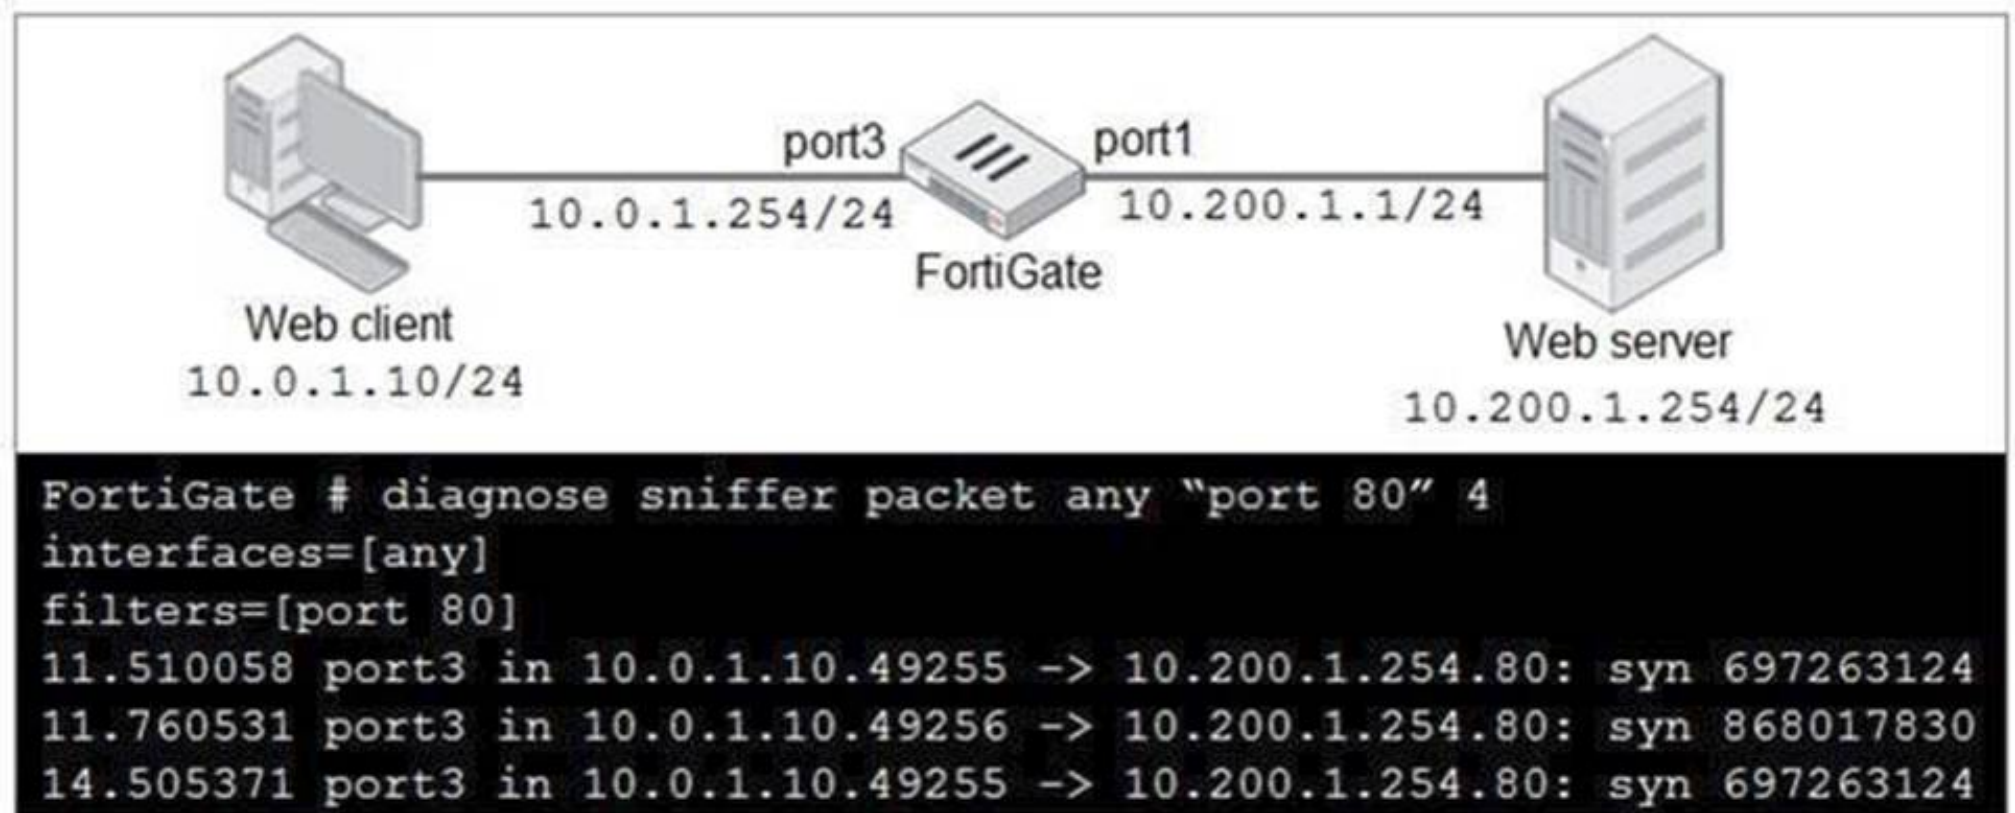 port3
port1
10.0.1.254/24
10.200.1.1/24
FortiGate
Web client
10.0.1.10/24
Web server
10.200.1.254/24
FortiGate # diagnose sniffer packet any “port 80” 4
interfaces=[any]
filters=[port 80]
11.510058 port3 in 10.0.1.10.49255 -> 10.200.1.254.80: syn 697263124
11.760531 port3 in 10.0.1.10.49256 -> 10.200.1.254.80: syn 868017830
14.505371 port3 in 10.0.1.10.49255 -> 10.200.1.254.80: syn 697263124